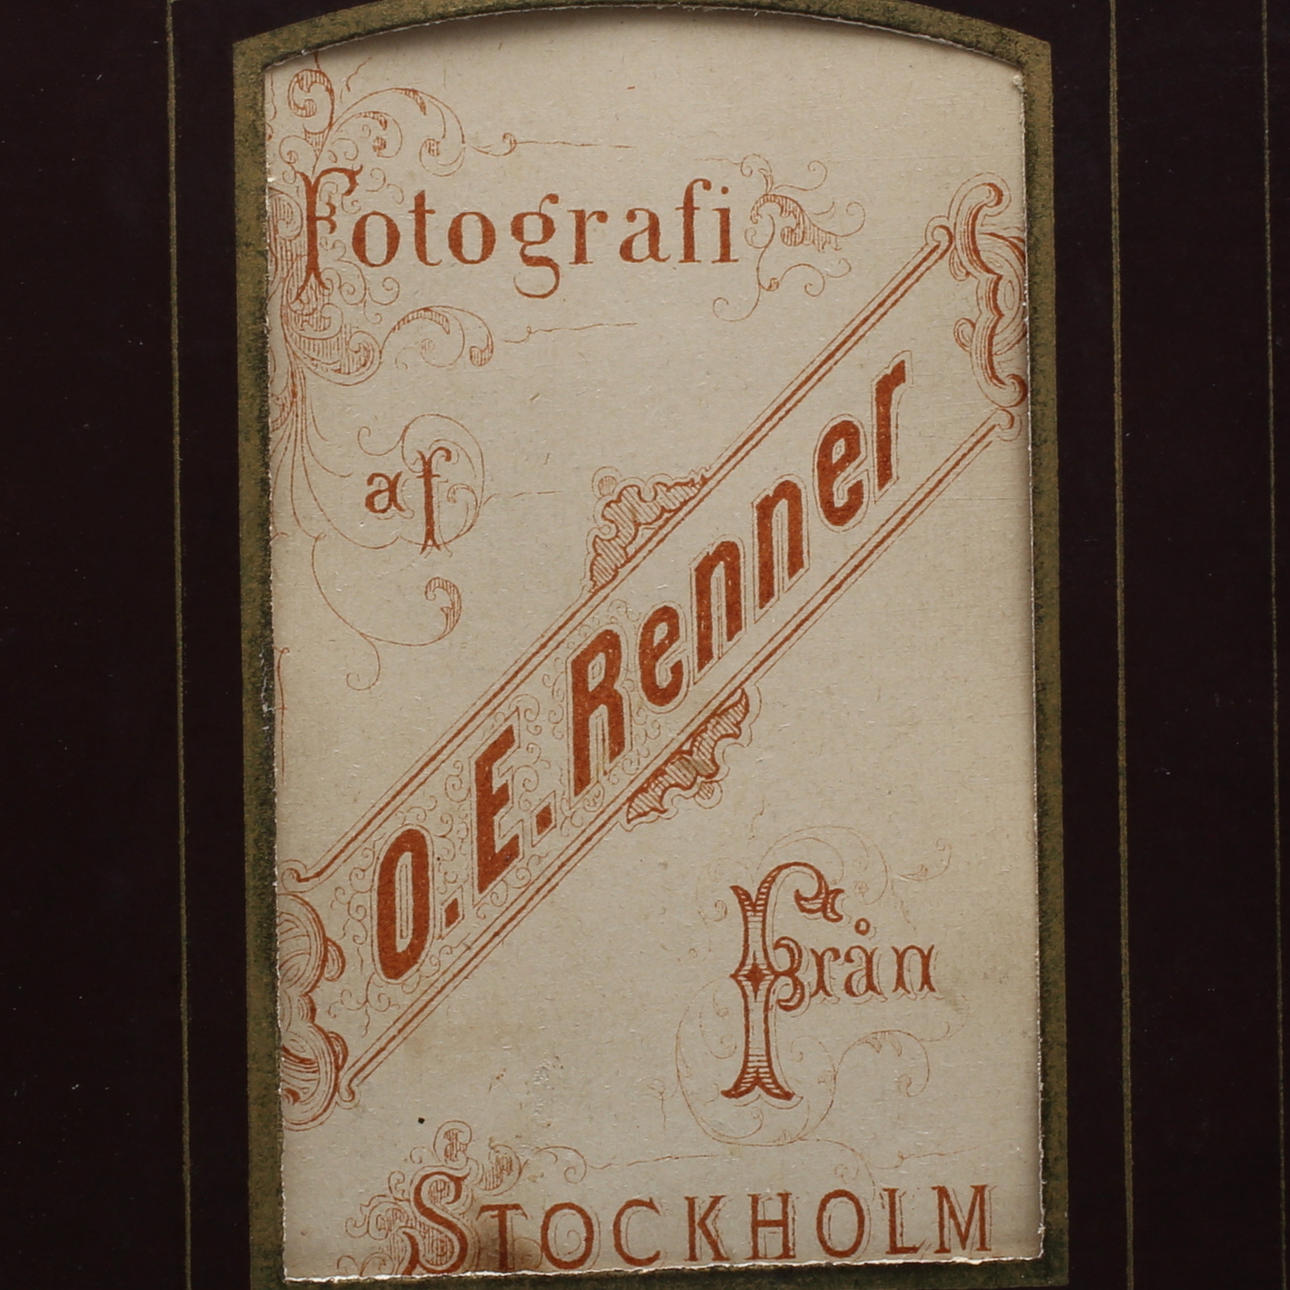 Fotografi
af
O. E. Renner
Från
STOCKHOLM